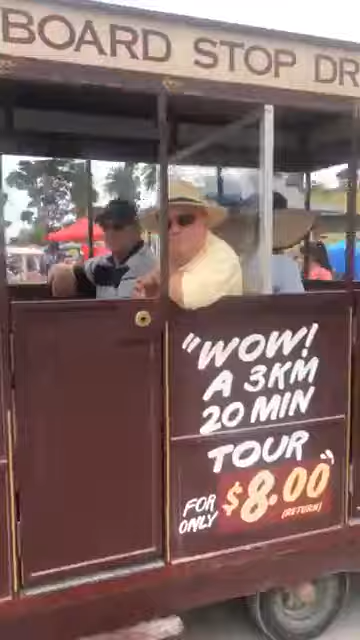 BOARD STOP DR
"WOW!
A 3KM
20 MIN
TOUR"
FOR
ONLY
$8.00
(RETURN)